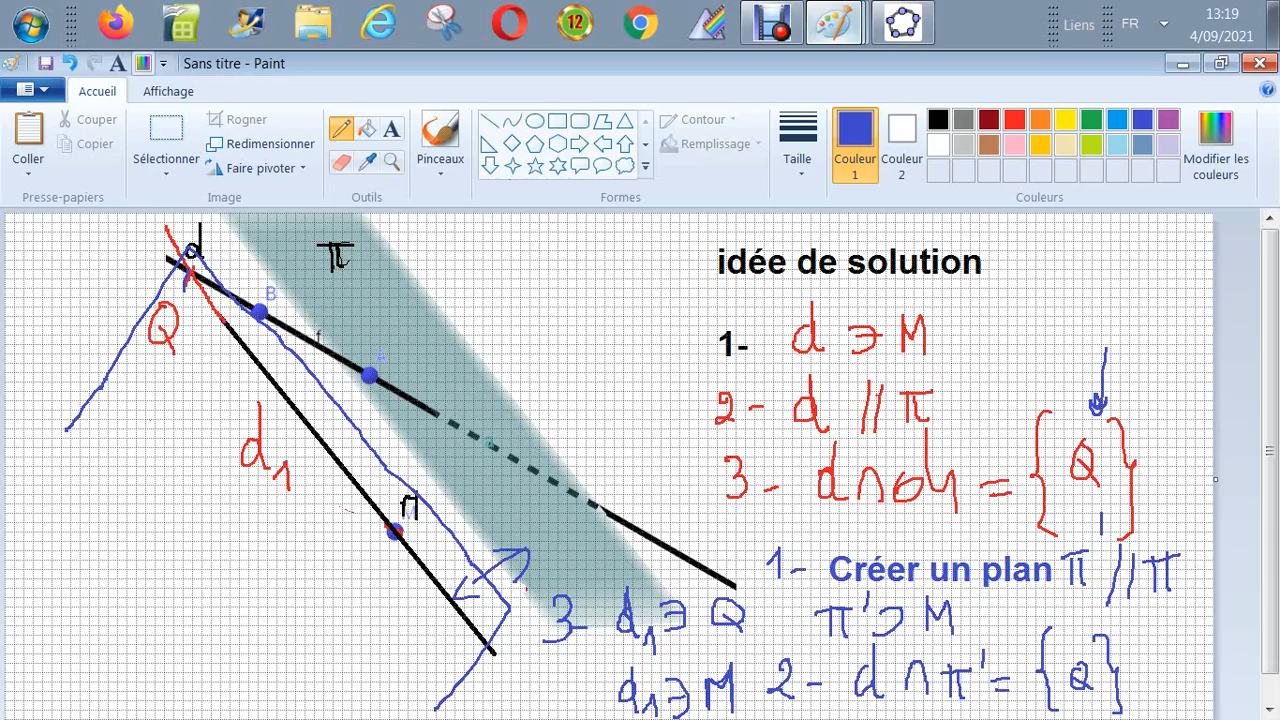 13:19
Liens FR
4/09/2021
Sans titre - Paint
Accueil Affichage
Coller
Couper
Copier
Presse-papiers
Sélectionner
Rogner
Redimensionner
Faire pivoter
Image
A
Outils
Pinceaux
Contour
Remplissage
Formes
Taille
Couleur 1
Couleur 2
Modifier les couleurs
Couleurs
d
π
B
f
A
Q
d1
M
idée de solution
1- d ∋ M
2- d // π
3- d ∩ = { Q }
1- Créer un plan π' // π
π' ∋ M
2- d ∩ π' = { Q }
3- d1 ∋ Q
d1 ∋ M